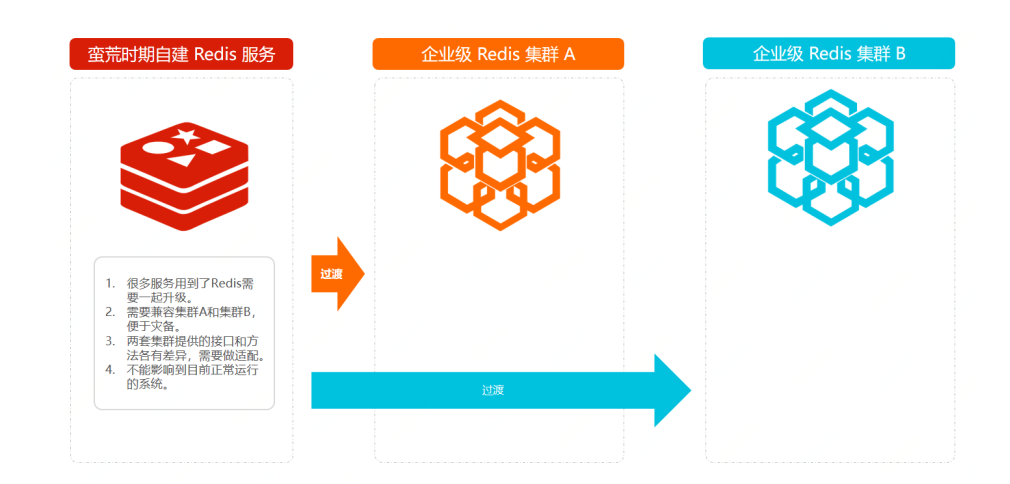 蛮荒时期自建 Redis 服务
企业级 Redis 集群 A
企业级 Redis 集群 B
1. 很多服务用到了Redis需
要一起升级。
2. 需要兼容集群A和集群B，
便于灾备。
3. 两套集群提供的接口和方
法各有差异，需要做适配。
4. 不能影响到目前正常运行
的系统。
过渡
过渡